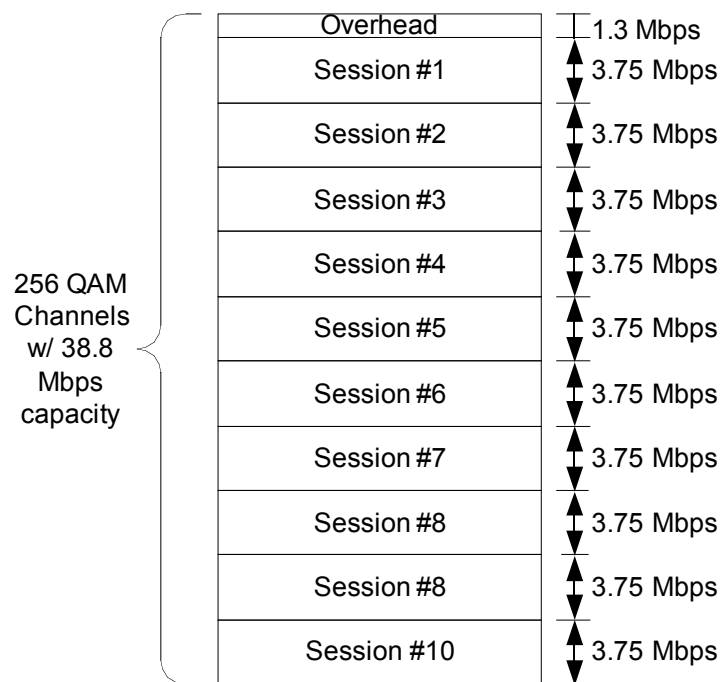 Overhead
1.3 Mbps
Session #1
3.75 Mbps
Session #2
3.75 Mbps
Session #3
3.75 Mbps
Session #4
3.75 Mbps
256 QAM
Channels
w/ 38.8
Mbps
capacity
Session #5
3.75 Mbps
Session #6
3.75 Mbps
Session #7
3.75 Mbps
Session #8
3.75 Mbps
Session #8
3.75 Mbps
Session #10
3.75 Mbps